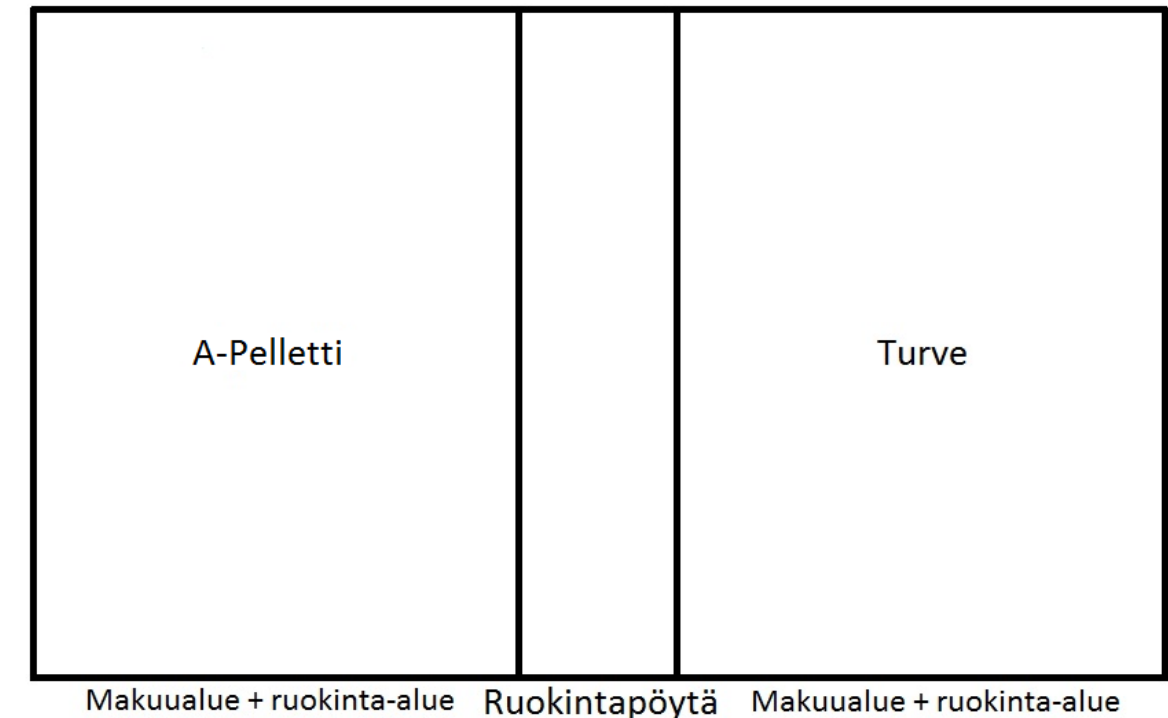 A-Pelletti
Turve
Makuualue + ruokinta-alue
Ruokintapöytä
Makuualue + ruokinta-alue